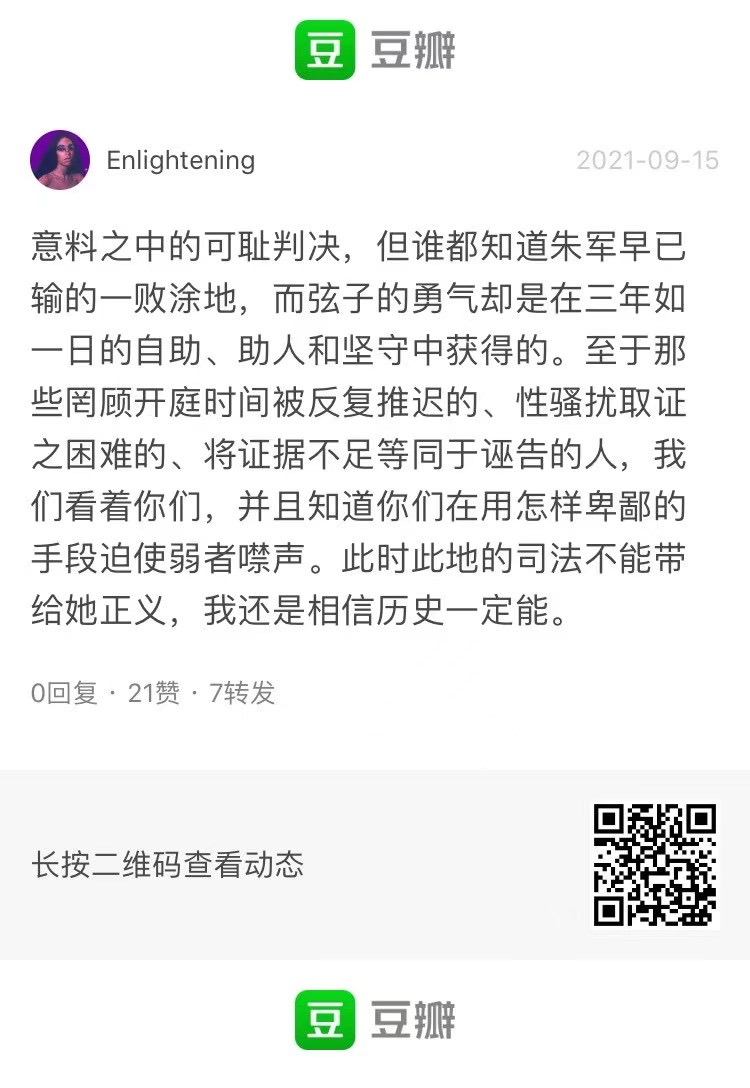 豆 豆瓣
Enlightening 2021-09-15
意料之中的可耻判决，但谁都知道朱军早已
输的一败涂地，而弦子的勇气却是在三年如
一日的自助、助人和坚守中获得的。至于那
些罔顾开庭时间被反复推迟的、性骚扰取证
之困难的、将证据不足等同于诬告的人，我
们看着你们，并且知道你们在用怎样卑鄙的
手段迫使弱者噤声。此时此地的司法不能带
给她正义，我还是相信历史一定能。
0回复 · 21赞 · 7转发
长按二维码查看动态
豆 豆瓣